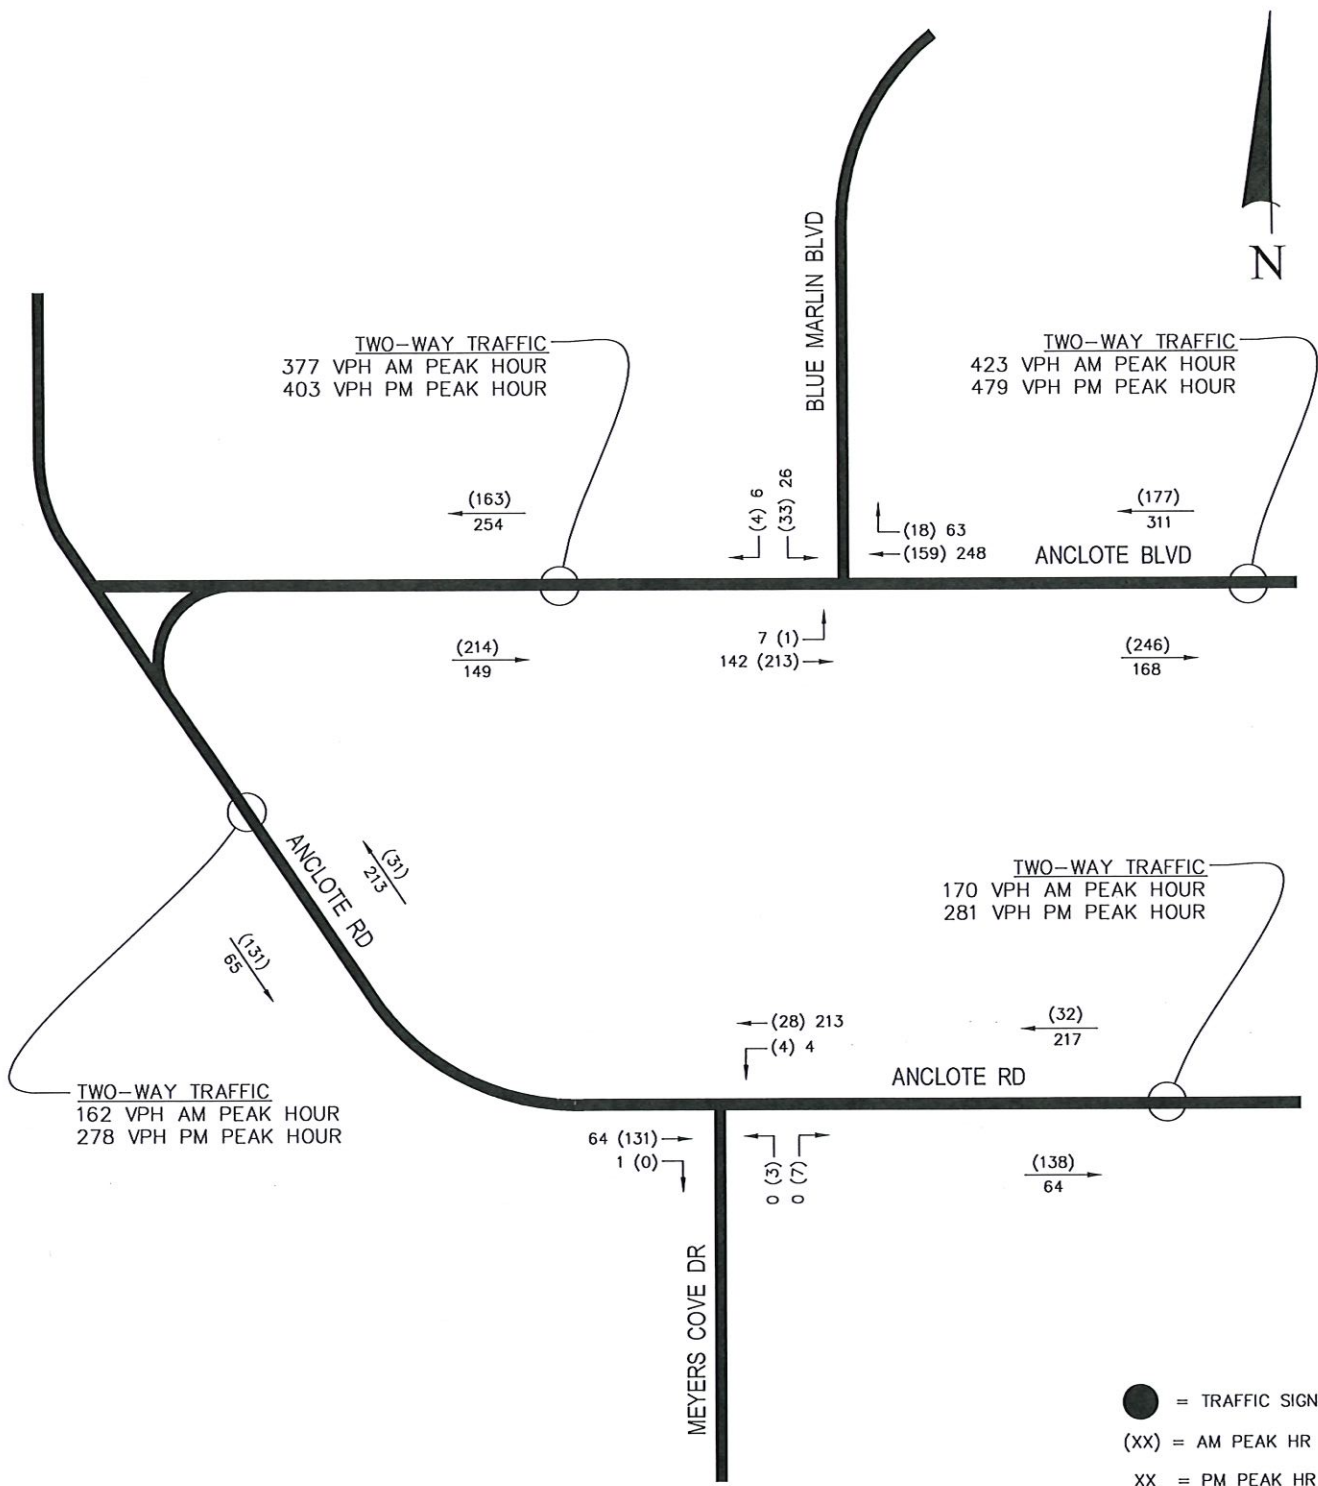 N
BLUE MARLIN BLVD
TWO-WAY TRAFFIC
377 VPH AM PEAK HOUR
403 VPH PM PEAK HOUR
TWO-WAY TRAFFIC
423 VPH AM PEAK HOUR
479 VPH PM PEAK HOUR
(163)
254
(4) 6
(33) 26
(18) 63
(159) 248
(177)
311
ANCLOTE BLVD
(214)
149
7 (1)
142 (213)
(246)
168
ANCLOTE RD
(31)
213
(131)
65
TWO-WAY TRAFFIC
170 VPH AM PEAK HOUR
281 VPH PM PEAK HOUR
(28) 213
(4) 4
(32)
217
ANCLOTE RD
TWO-WAY TRAFFIC
162 VPH AM PEAK HOUR
278 VPH PM PEAK HOUR
64 (131)
1 (0)
0 (3)
0 (7)
(138)
64
MEYERS COVE DR
= TRAFFIC SIGN
(XX) = AM PEAK HR
XX = PM PEAK HR